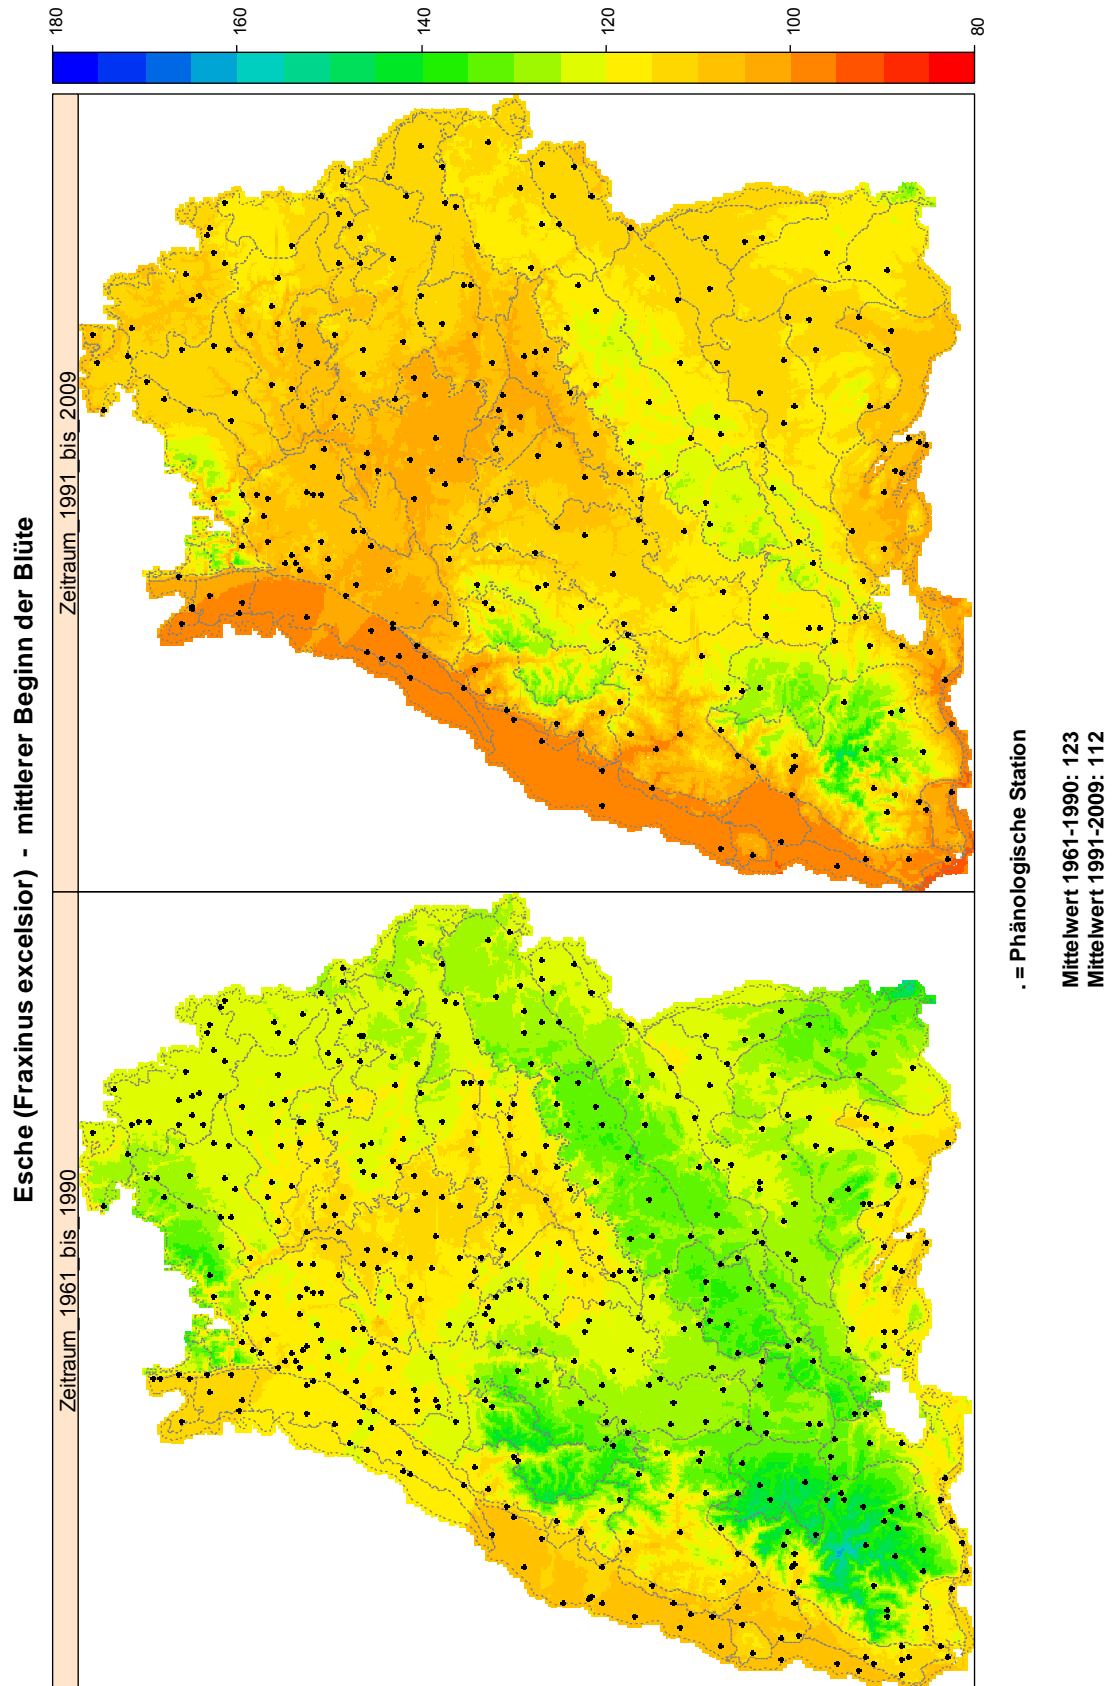 Esche (Fraxinus excelsior) - mittlerer Beginn der Blüte
Zeitraum_1961_bis_1990
Zeitraum_1991_bis_2009
180
160
140
120
100
80
. = Phänologische Station
Mittelwert 1961-1990: 123
Mittelwert 1991-2009: 112